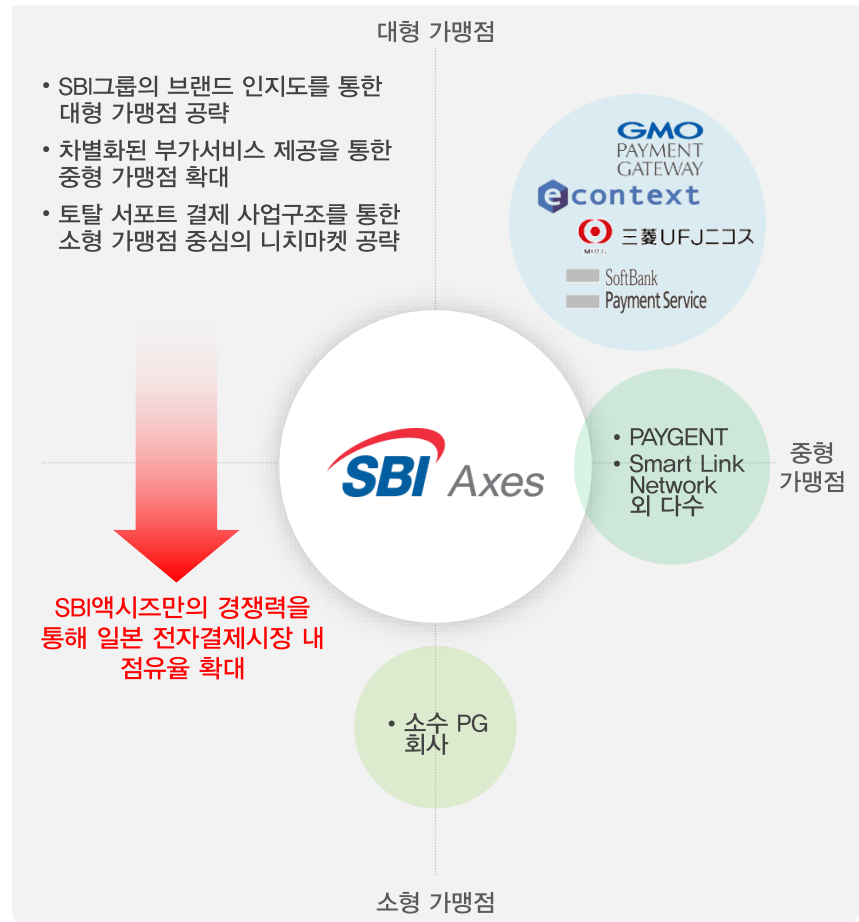 대형 가맹점
• SBI그룹의 브랜드 인지도를 통한
대형 가맹점 공략
• 차별화된 부가서비스 제공을 통한
중형 가맹점 확대
• 토탈 서포트 결제 사업구조를 통한
소형 가맹점 중심의 니치마켓 공략
GMO
PAYMENT
GATEWAY
econtext
三菱UFJニコス
SoftBank
Payment Service
SBI Axes
• PAYGENT
• Smart Link
Network
외 다수
중형
가맹점
SBI액시즈만의 경쟁력을
통해 일본 전자결제시장 내
점유율 확대
• 소수 PG
회사
소형 가맹점